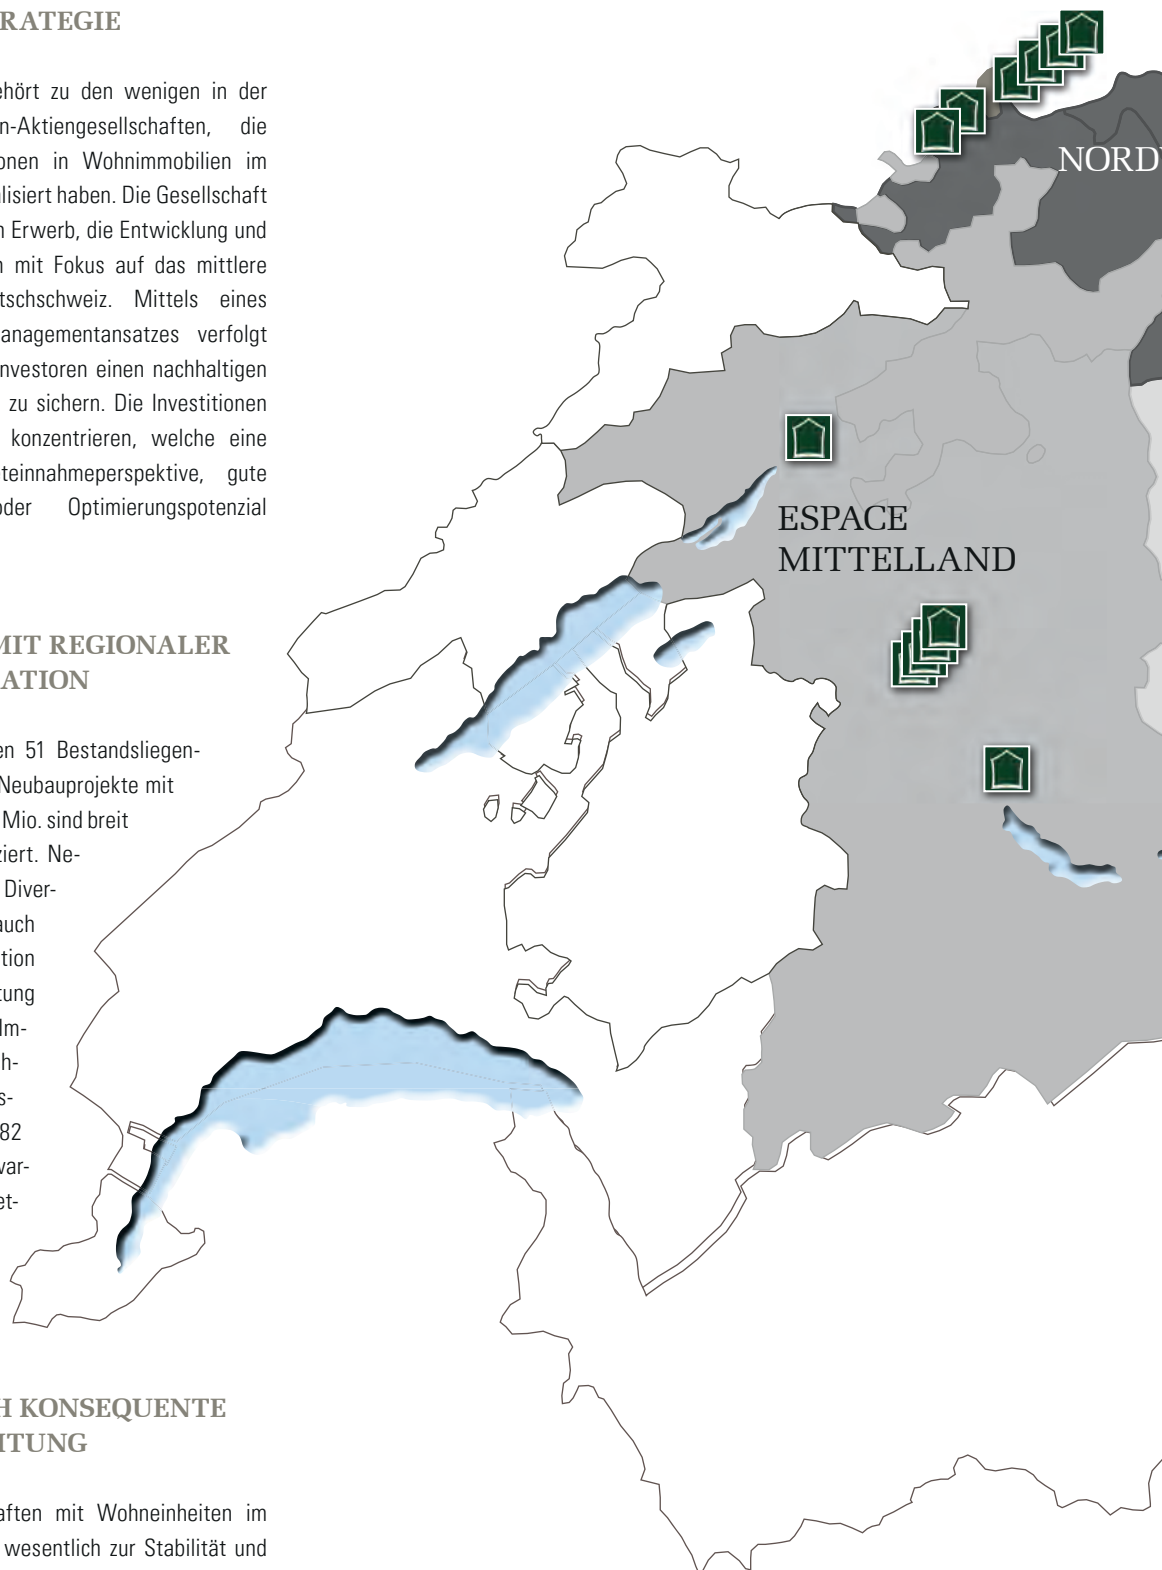 RATEGIE
ehört zu den wenigen in der
n-Aktiengesellschaften, die
onen in Wohnimmobilien im
lisiert haben. Die Gesellschaft
n Erwerb, die Entwicklung und
n mit Fokus auf das mittlere
tschschweiz. Mittels eines
anagementansatzes verfolgt
nvestoren einen nachhaltigen
zu sichern. Die Investitionen
konzentrieren, welche eine
teinnahmeperspektive, gute
oder Optimierungspotenzial
MIT REGIONALER
ATION
en 51 Bestandsliegen-
Neubauprojekte mit
Mio. sind breit
ziert. Ne-
Diver-
auch
tion
tung
Im-
h-
s-
82
var-
et-
H KONSEQUENTE
ITUNG
aften mit Wohneinheiten im
wesentlich zur Stabilität und
NORD
ESPACE
MITTELLAND